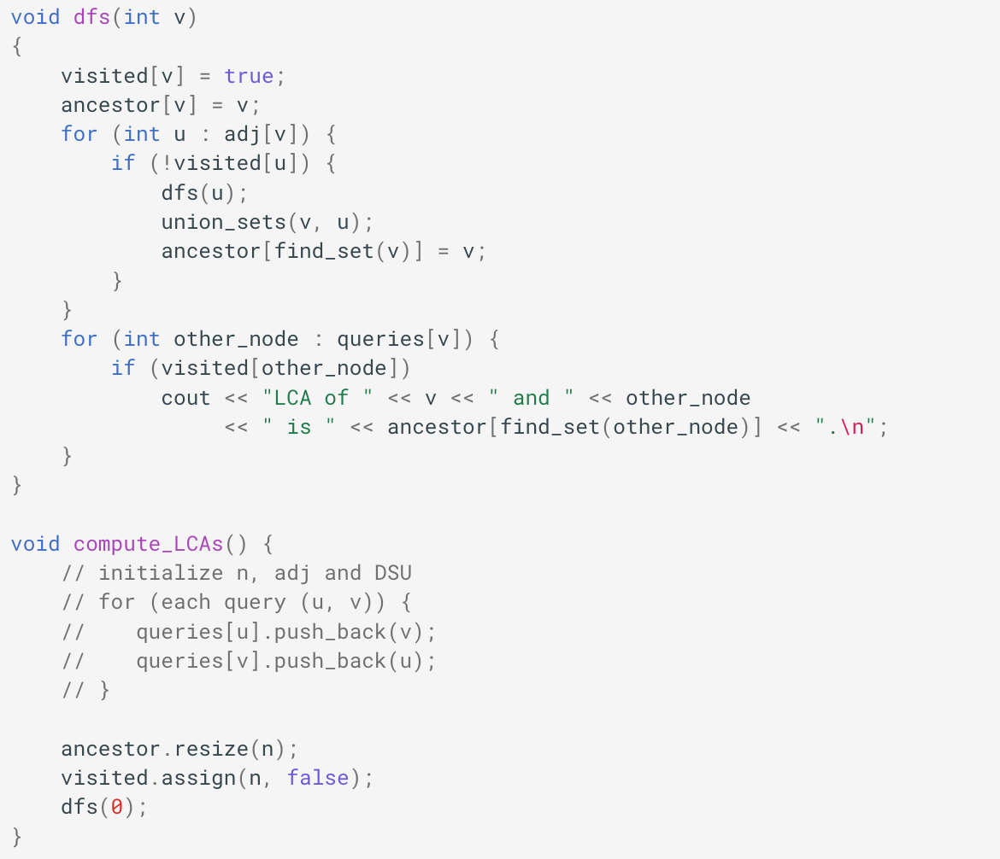 void dfs(int v)
{
    visited[v] = true;
    ancestor[v] = v;
    for (int u : adj[v]) {
        if (!visited[u]) {
            dfs(u);
            union_sets(v, u);
            ancestor[find_set(v)] = v;
        }
    }
    for (int other_node : queries[v]) {
        if (visited[other_node])
            cout << "LCA of " << v << " and " << other_node
                 << " is " << ancestor[find_set(other_node)] << ".\n";
    }
}

void compute_LCAs() {
    // initialize n, adj and DSU
    // for (each query (u, v)) {
    //    queries[u].push_back(v);
    //    queries[v].push_back(u);
    // }

    ancestor.resize(n);
    visited.assign(n, false);
    dfs(0);
}